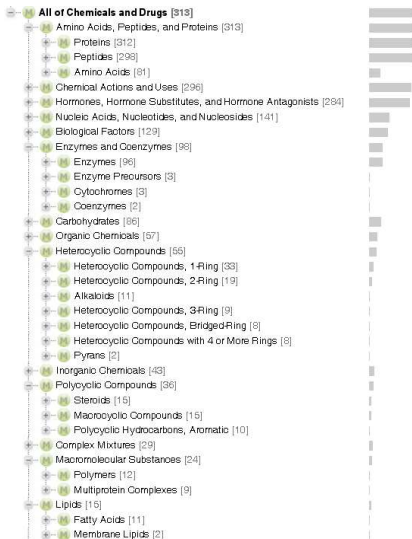 All of Chemicals and Drugs [313]
Amino Acids, Peptides, and Proteins [313]
Proteins [312]
Peptides [298]
Amino Acids [81]
Chemical Actions and Uses [296]
Hormones, Hormone Substitutes, and Hormone Antagonists [284]
Nucleic Acids, Nucleotides, and Nucleosides [141]
Biological Factors [129]
Enzymes and Coenzymes [98]
Enzymes [96]
Enzyme Precursors [3]
Cytochromes [3]
Coenzymes [2]
Carbohydrates [86]
Organic Chemicals [57]
Heterocyclic Compounds [55]
Heterocyclic Compounds, 1-Ring [33]
Heterocyclic Compounds, 2-Ring [19]
Alkaloids [11]
Heterocyclic Compounds, 3-Ring [9]
Heterocyclic Compounds, Bridged-Ring [8]
Heterocyclic Compounds with 4 or More Rings [8]
Pyrans [2]
Inorganic Chemicals [43]
Polycyclic Compounds [36]
Steroids [15]
Macrocyclic Compounds [15]
Polycyclic Hydrocarbons, Aromatic [10]
Complex Mixtures [29]
Macromolecular Substances [24]
Polymers [12]
Multiprotein Complexes [9]
Lipids [15]
Fatty Acids [11]
Membrane Lipids [2]